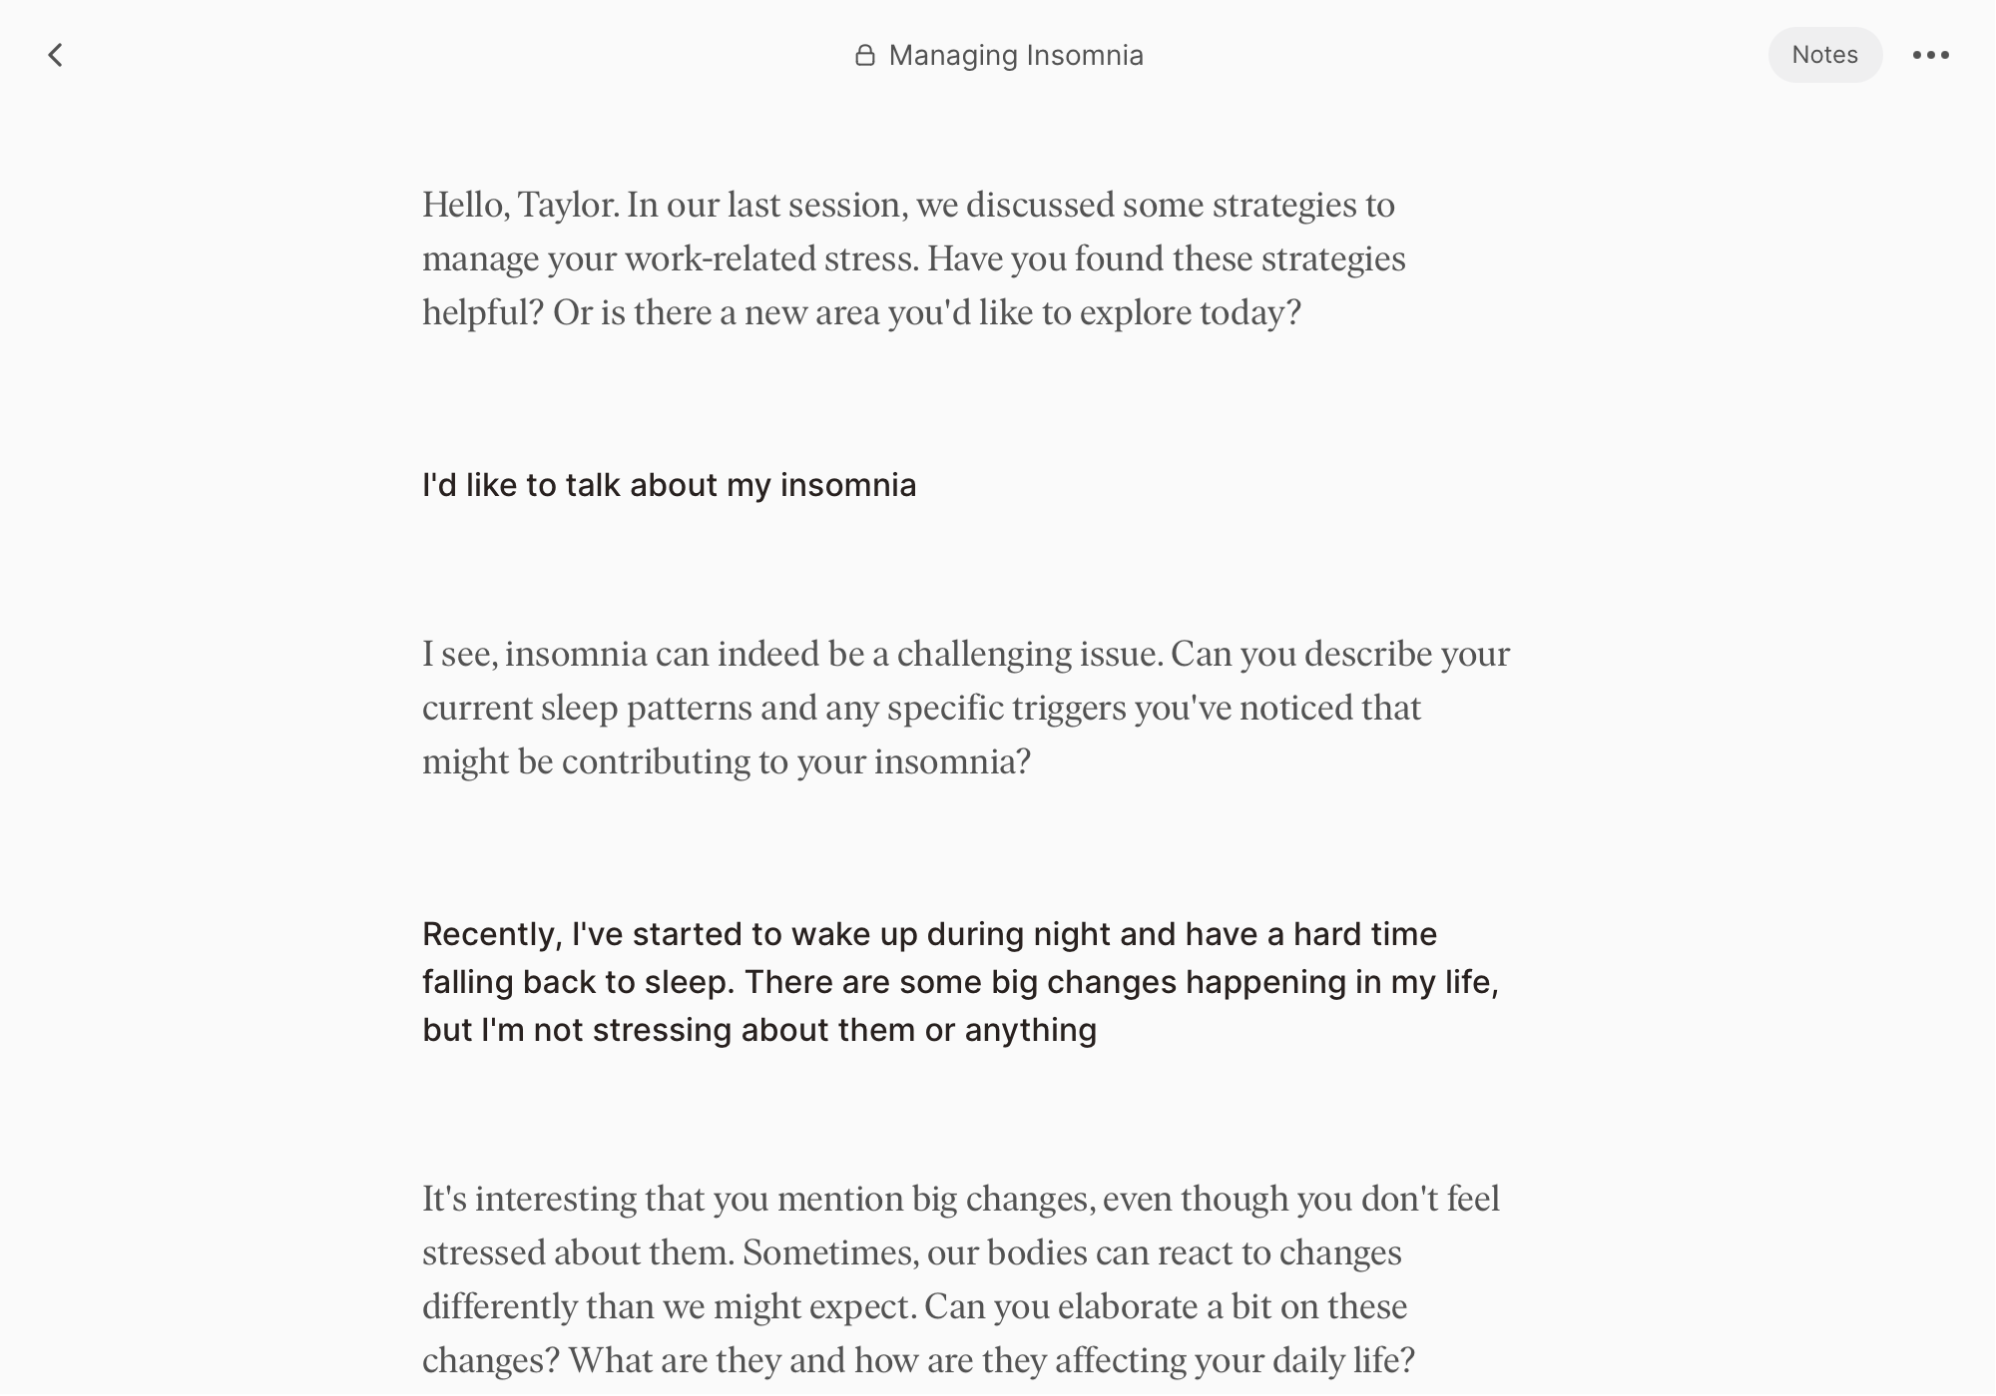 Managing Insomnia
Notes
Hello, Taylor. In our last session, we discussed some strategies to
manage your work-related stress. Have you found these strategies
helpful? Or is there a new area you'd like to explore today?
I'd like to talk about my insomnia
I see, insomnia can indeed be a challenging issue. Can you describe your
current sleep patterns and any specific triggers you've noticed that
might be contributing to your insomnia?
Recently, I've started to wake up during night and have a hard time
falling back to sleep. There are some big changes happening in my life,
but I'm not stressing about them or anything
It's interesting that you mention big changes, even though you don't feel
stressed about them. Sometimes, our bodies can react to changes
differently than we might expect. Can you elaborate a bit on these
changes? What are they and how are they affecting your daily life?